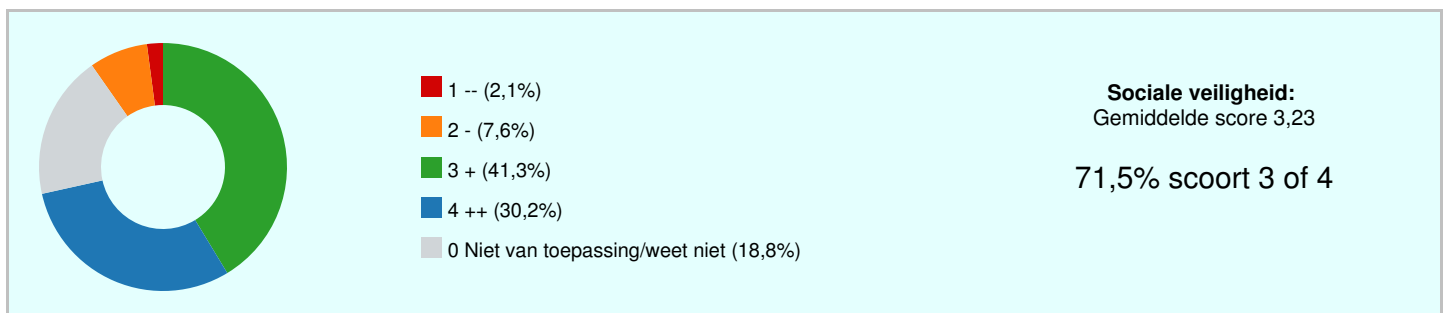 1 -- (2,1%)
2 - (7,6%)
3 + (41,3%)
4 ++ (30,2%)
0 Niet van toepassing/weet niet (18,8%)
Sociale veiligheid:
Gemiddelde score 3,23
71,5% scoort 3 of 4